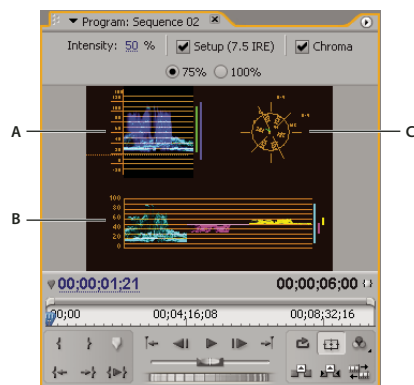 Program: Sequence 02
Intensity: 50 % Setup (7.5 IRE) Chroma
75% 100%
A
C
B
100
80
60
40
20
0
00;00;01;21 00;00;06;00
00;00 00;04;16;08 00;08;32;16